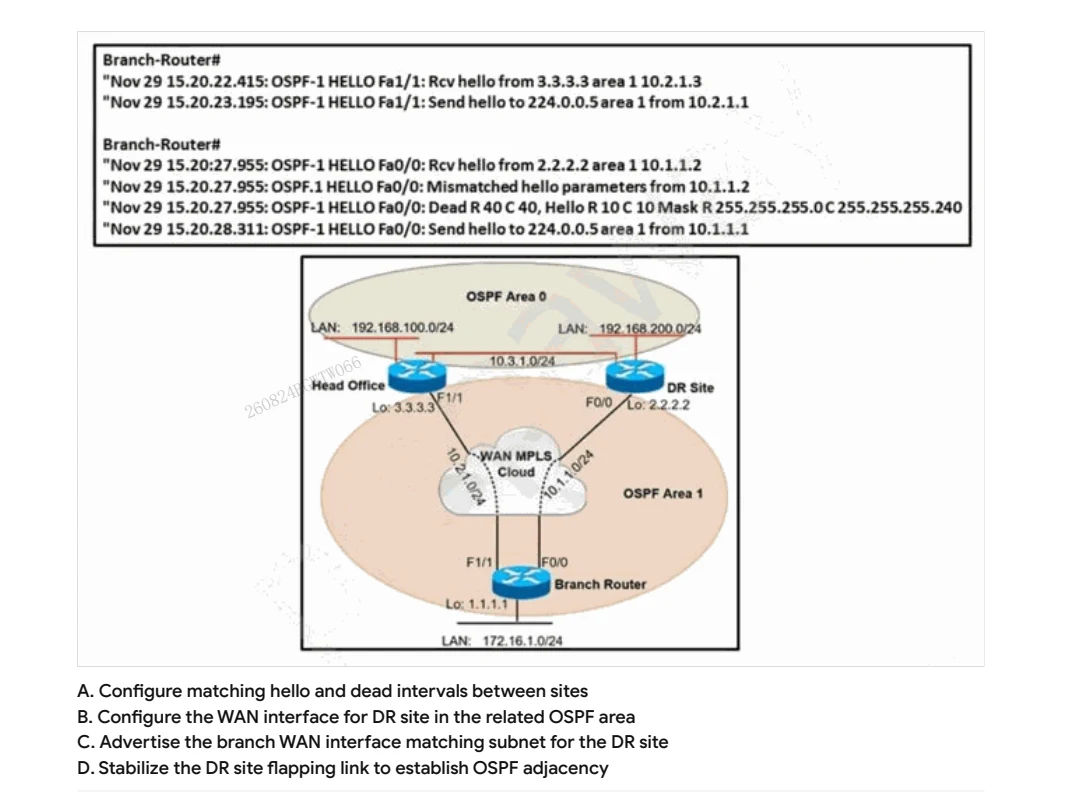 Branch-Router#
"Nov 29 15.20.22.415: OSPF-1 HELLO Fa1/1: Rcv hello from 3.3.3.3 area 1 10.2.1.3
"Nov 29 15.20.23.195: OSPF-1 HELLO Fa1/1: Send hello to 224.0.0.5 area 1 from 10.2.1.1
Branch-Router#
"Nov 29 15.20:27.955: OSPF-1 HELLO Fa0/0: Rcv hello from 2.2.2.2 area 1 10.1.1.2
"Nov 29 15.20.27.955: OSPF.1 HELLO Fa0/0: Mismatched hello parameters from 10.1.1.2
"Nov 29 15.20.27.955: OSPF-1 HELLO Fa0/0: Dead R 40 C 40, Hello R 10 C 10 Mask R 255.255.255.0 C 255.255.255.240
"Nov 29 15.20.28.311: OSPF-1 HELLO Fa0/0: Send hello to 224.0.0.5 area 1 from 10.1.1.1
OSPF Area 0
LAN: 192.168.100.0/24
LAN: 192.168.200.0/24
10.3.1.0/24
Head Office
DR Site
F1/1
Lo: 3.3.3.3
F0/0
Lo: 2.2.2.2
WAN MPLS
Cloud
10.2.1.0/24
10.1.1.0/24
OSPF Area 1
F1/1
F0/0
Branch Router
Lo: 1.1.1.1
LAN: 172.16.1.0/24
A. Configure matching hello and dead intervals between sites
B. Configure the WAN interface for DR site in the related OSPF area
C. Advertise the branch WAN interface matching subnet for the DR site
D. Stabilize the DR site flapping link to establish OSPF adjacency